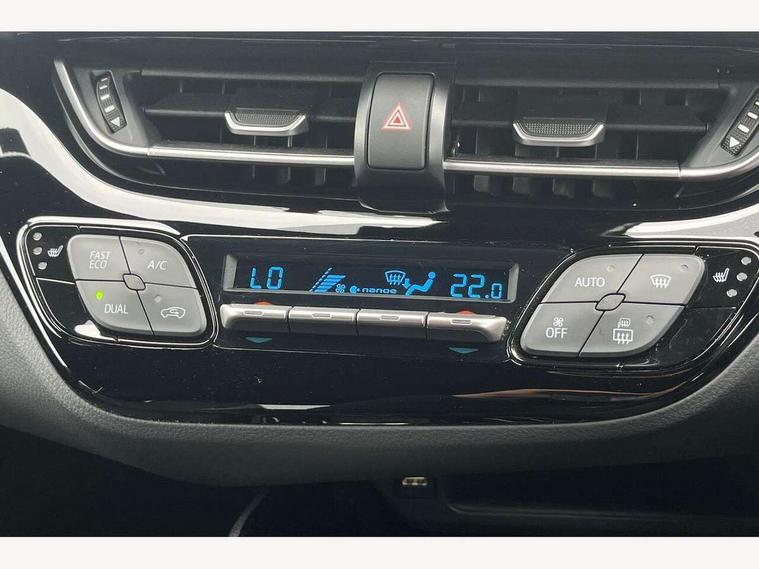 FAST
ECO
A/C
DUAL
LO
nanoe
22.0
AUTO
OFF